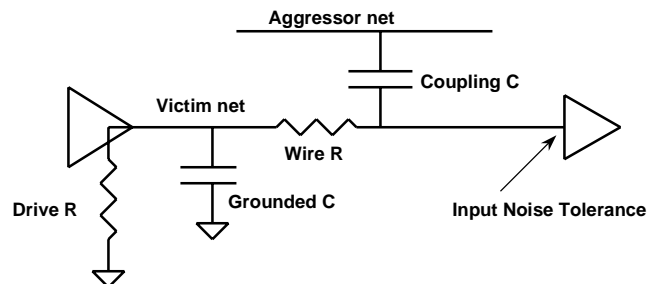 Aggressor net
Coupling C
Victim net
Wire R
Drive R
Grounded C
Input Noise Tolerance